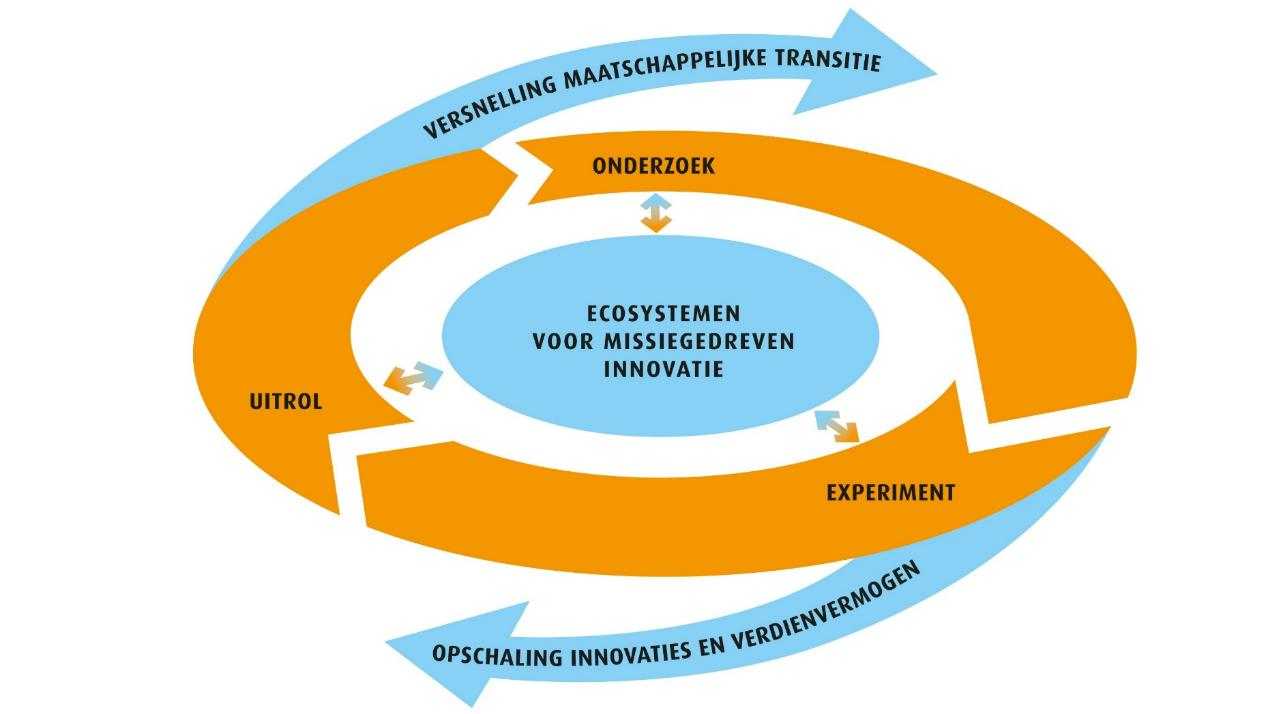 VERSNELLING MAATSCHAPPELIJKE TRANSITIE
ONDERZOEK
ECOSYSTEMEN
VOOR MISSIEGEDREVEN
INNOVATIE
UITROL
EXPERIMENT
OPSCHALING INNOVATIES EN VERDIENVERMOGEN